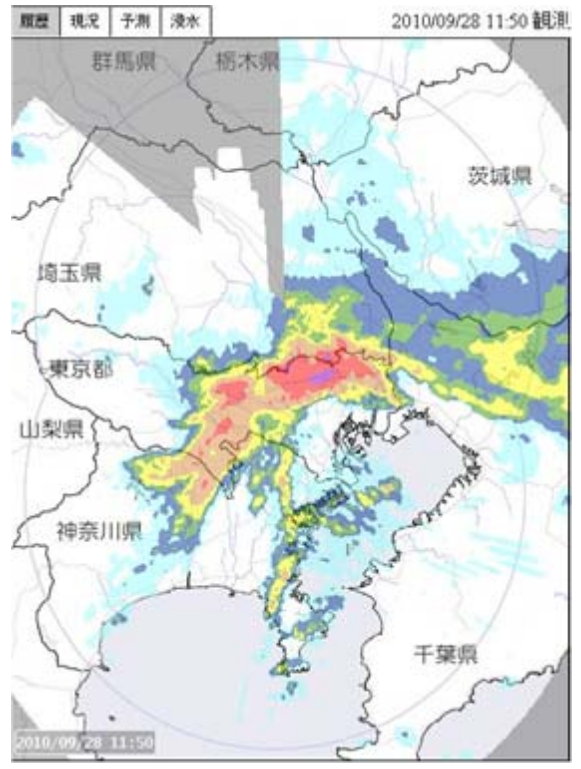 履歴 現況 予測 浸水 2010/09/28 11:50 観測
群馬県 栃木県
茨城県
埼玉県
東京都
山梨県
神奈川県
千葉県
2010/09/28 11:50